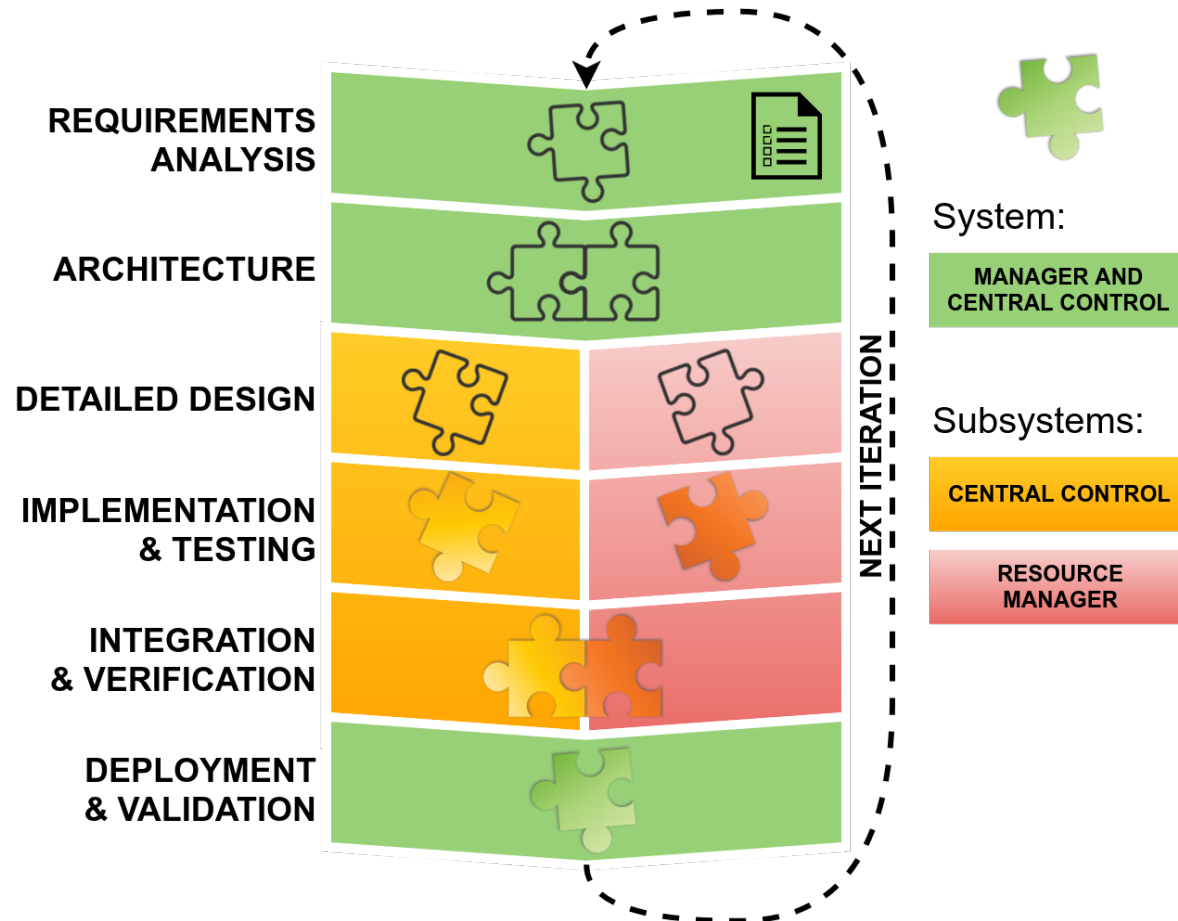 REQUIREMENTS
ANALYSIS
ARCHITECTURE
DETAILED DESIGN
IMPLEMENTATION
& TESTING
INTEGRATION
& VERIFICATION
DEPLOYMENT
& VALIDATION
NEXT ITERATION
System:
MANAGER AND
CENTRAL CONTROL
Subsystems:
CENTRAL CONTROL
RESOURCE
MANAGER